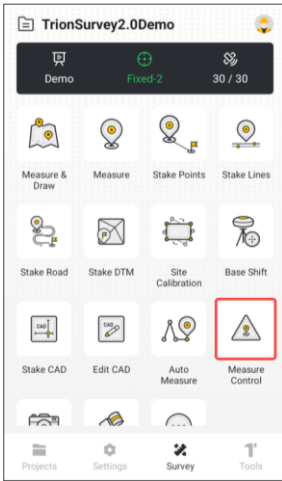 TrionSurvey2.0Demo
Demo
Fixed-2
30 / 30
Measure &
Draw
Measure
Stake Points
Stake Lines
Stake Road
Stake DTM
Site
Calibration
Base Shift
CAD
CAD
Stake CAD
Edit CAD
Auto
Measure
Measure
Control
Projects
Settings
Survey
Tools